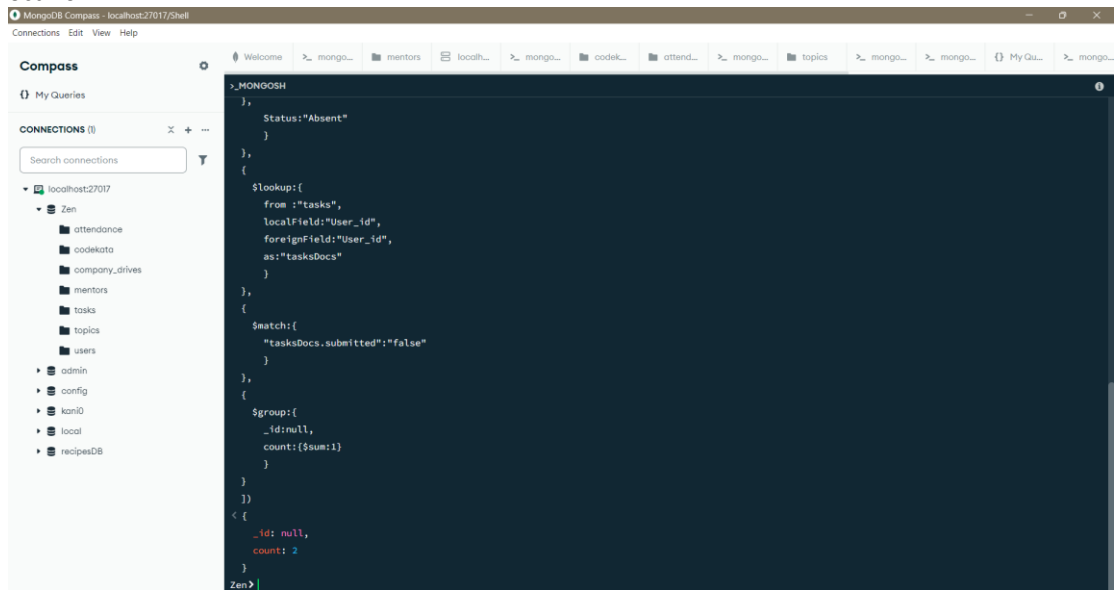 MongoDB Compass - localhost:27017/Shell
Connections Edit View Help
Compass
{} My Queries
CONNECTIONS (1)
Search connections
localhost:27017
Zen
attendance
codekata
company_drives
mentors
tasks
topics
users
admin
config
kani0
local
recipesDB
Welcome >_ mongo... mentors localh... >_ mongo... codek... attend... >_ mongo... topics >_ mongo... >_ mongo... {} My Qu... >_ mongo...
>_MONGOSH
},
Status:"Absent"
}
},
{
$lookup:{
from :"tasks",
localField:"User_id",
foreignField:"User_id",
as:"tasksDocs"
}
},
{
$match:{
"tasksDocs.submitted":"false"
}
},
{
$group:{
_id:null,
count:{$sum:1}
}
}
])
< {
_id: null,
count: 2
}
Zen>